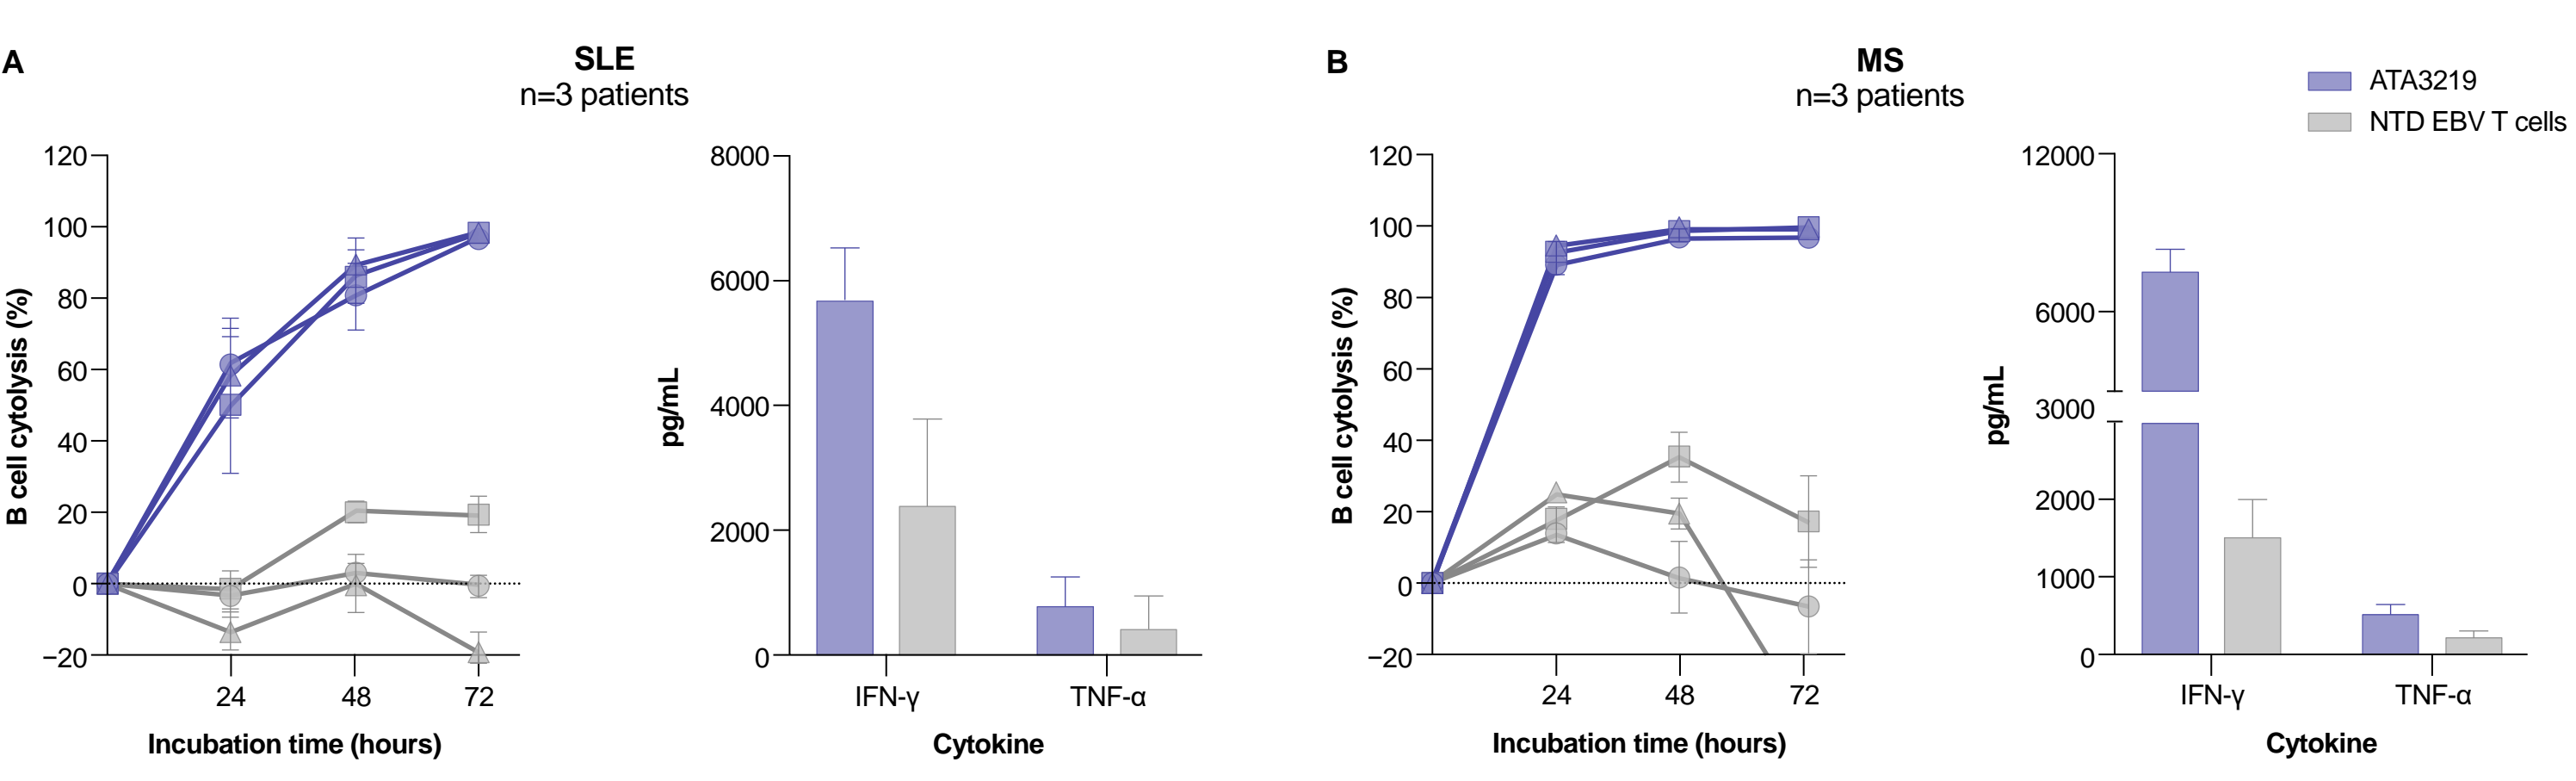 A
SLE
n=3 patients
B cell cytolysis (%)
120
100
80
60
40
20
0
−20
24
48
72
Incubation time (hours)
pg/mL
8000
6000
4000
2000
0
IFN-γ
TNF-α
Cytokine
B
MS
n=3 patients
ATA3219
NTD EBV T cells
B cell cytolysis (%)
120
100
80
60
40
20
0
−20
24
48
72
Incubation time (hours)
pg/mL
12000
6000
3000
2000
1000
0
IFN-γ
TNF-α
Cytokine